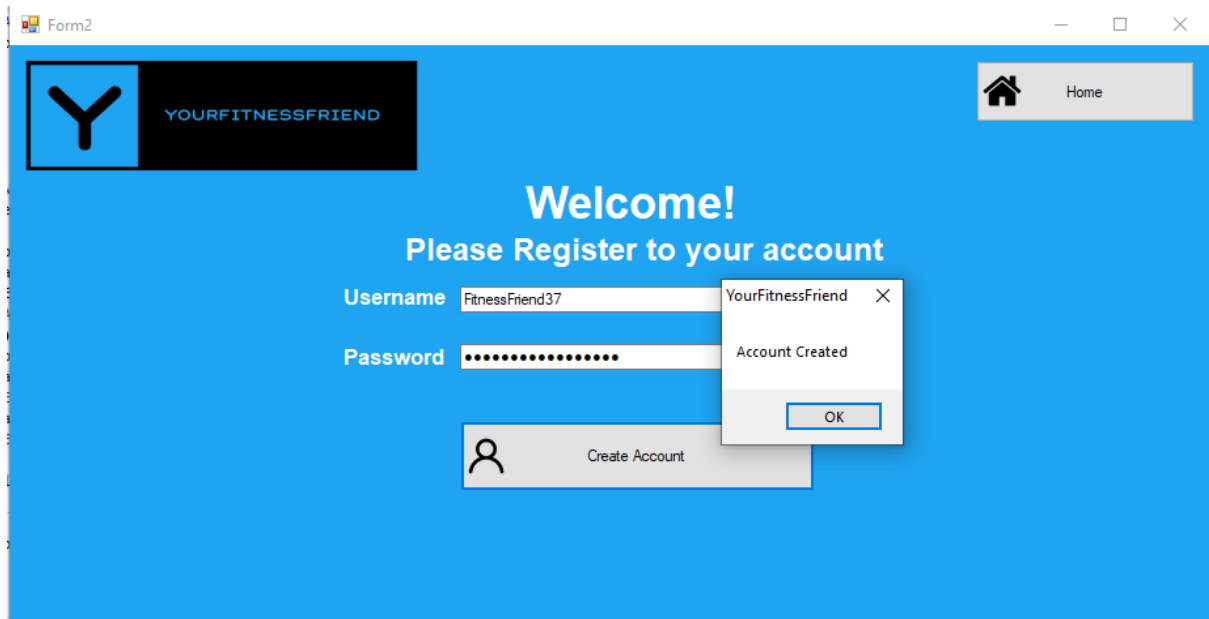 Form2
Y
YOURFITNESSFRIEND
Home
Welcome!
Please Register to your account
Username FitnessFriend37
Password •••••••••••••••••
YourFitnessFriend
Account Created
OK
Create Account